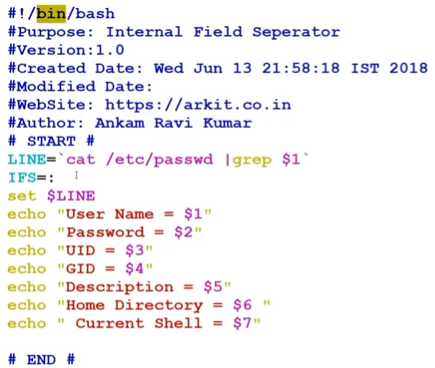 #!/bin/bash
#Purpose: Internal Field Seperator
#Version:1.0
#Created Date: Wed Jun 13 21:58:18 IST 2018
#Modified Date:
#WebSite: https://arkit.co.in
#Author: Ankam Ravi Kumar
# START #
LINE=`cat /etc/passwd |grep $1`
IFS=:
set $LINE
echo "User Name = $1"
echo "Password = $2"
echo "UID = $3"
echo "GID = $4"
echo "Description = $5"
echo "Home Directory = $6 "
echo " Current Shell = $7"
# END #